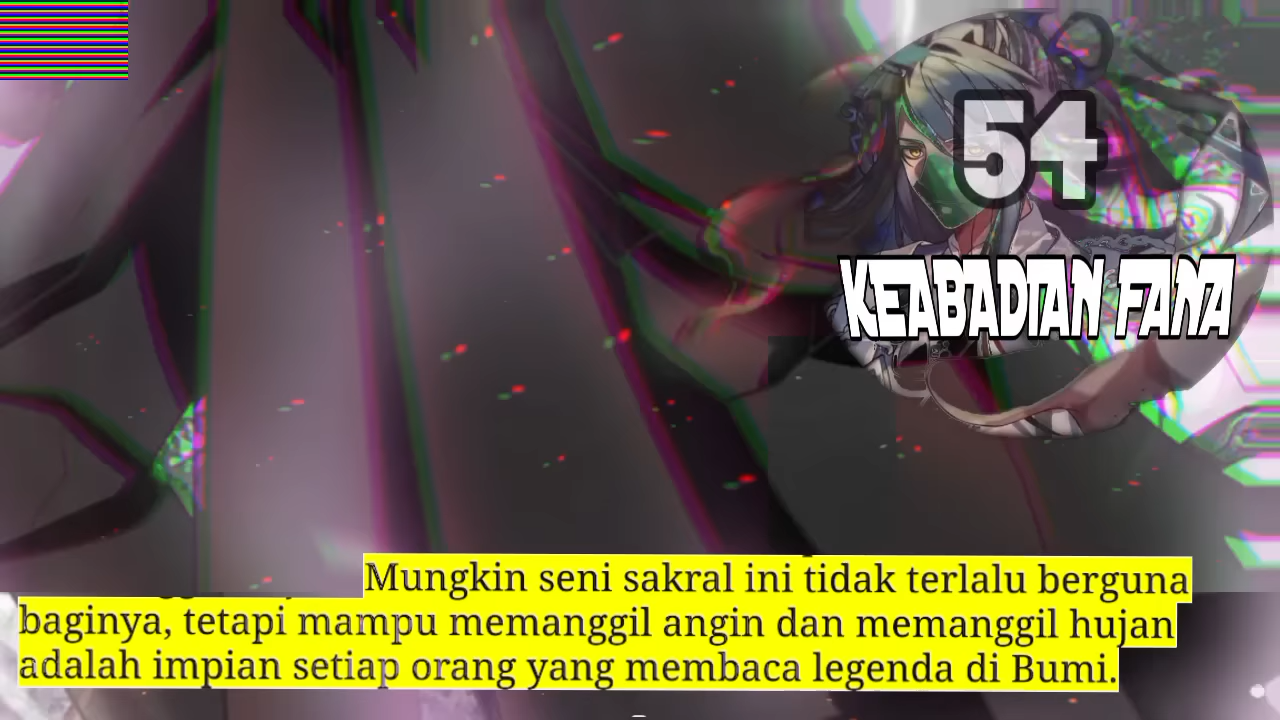 54
KEABADIAN FANA
Mungkin seni sakral ini tidak terlalu berguna
baginya, tetapi mampu memanggil angin dan memanggil hujan
adalah impian setiap orang yang membaca legenda di Bumi.